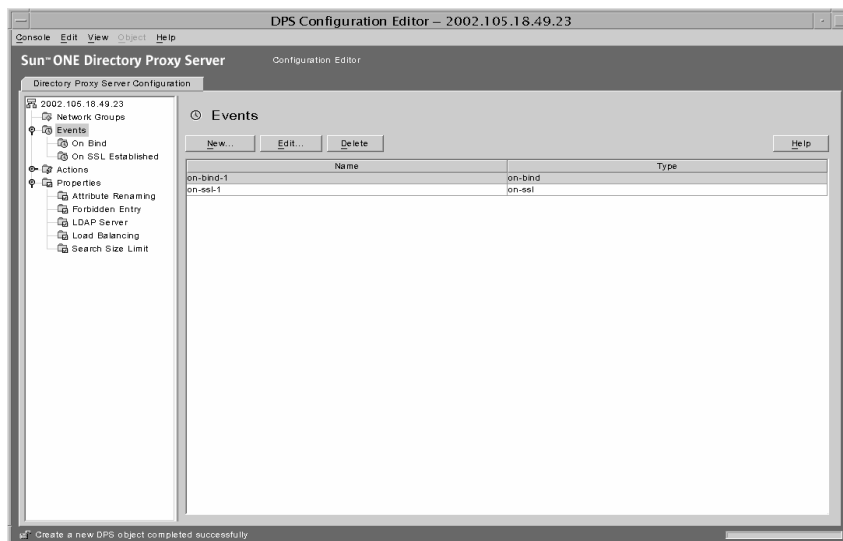 DPS Configuration Editor – 2002.105.18.49.23
Console Edit View Object Help
Sun™ ONE Directory Proxy Server Configuration Editor
Directory Proxy Server Configuration
2002.105.18.49.23
Network Groups
Events
On Bind
On SSL Established
Actions
Properties
Attribute Renaming
Forbidden Entry
LDAP Server
Load Balancing
Search Size Limit
Events
New... Edit... Delete Help
Name Type
on-bind-1 on-bind
on-ssl-1 on-ssl
Create a new DPS object completed successfully